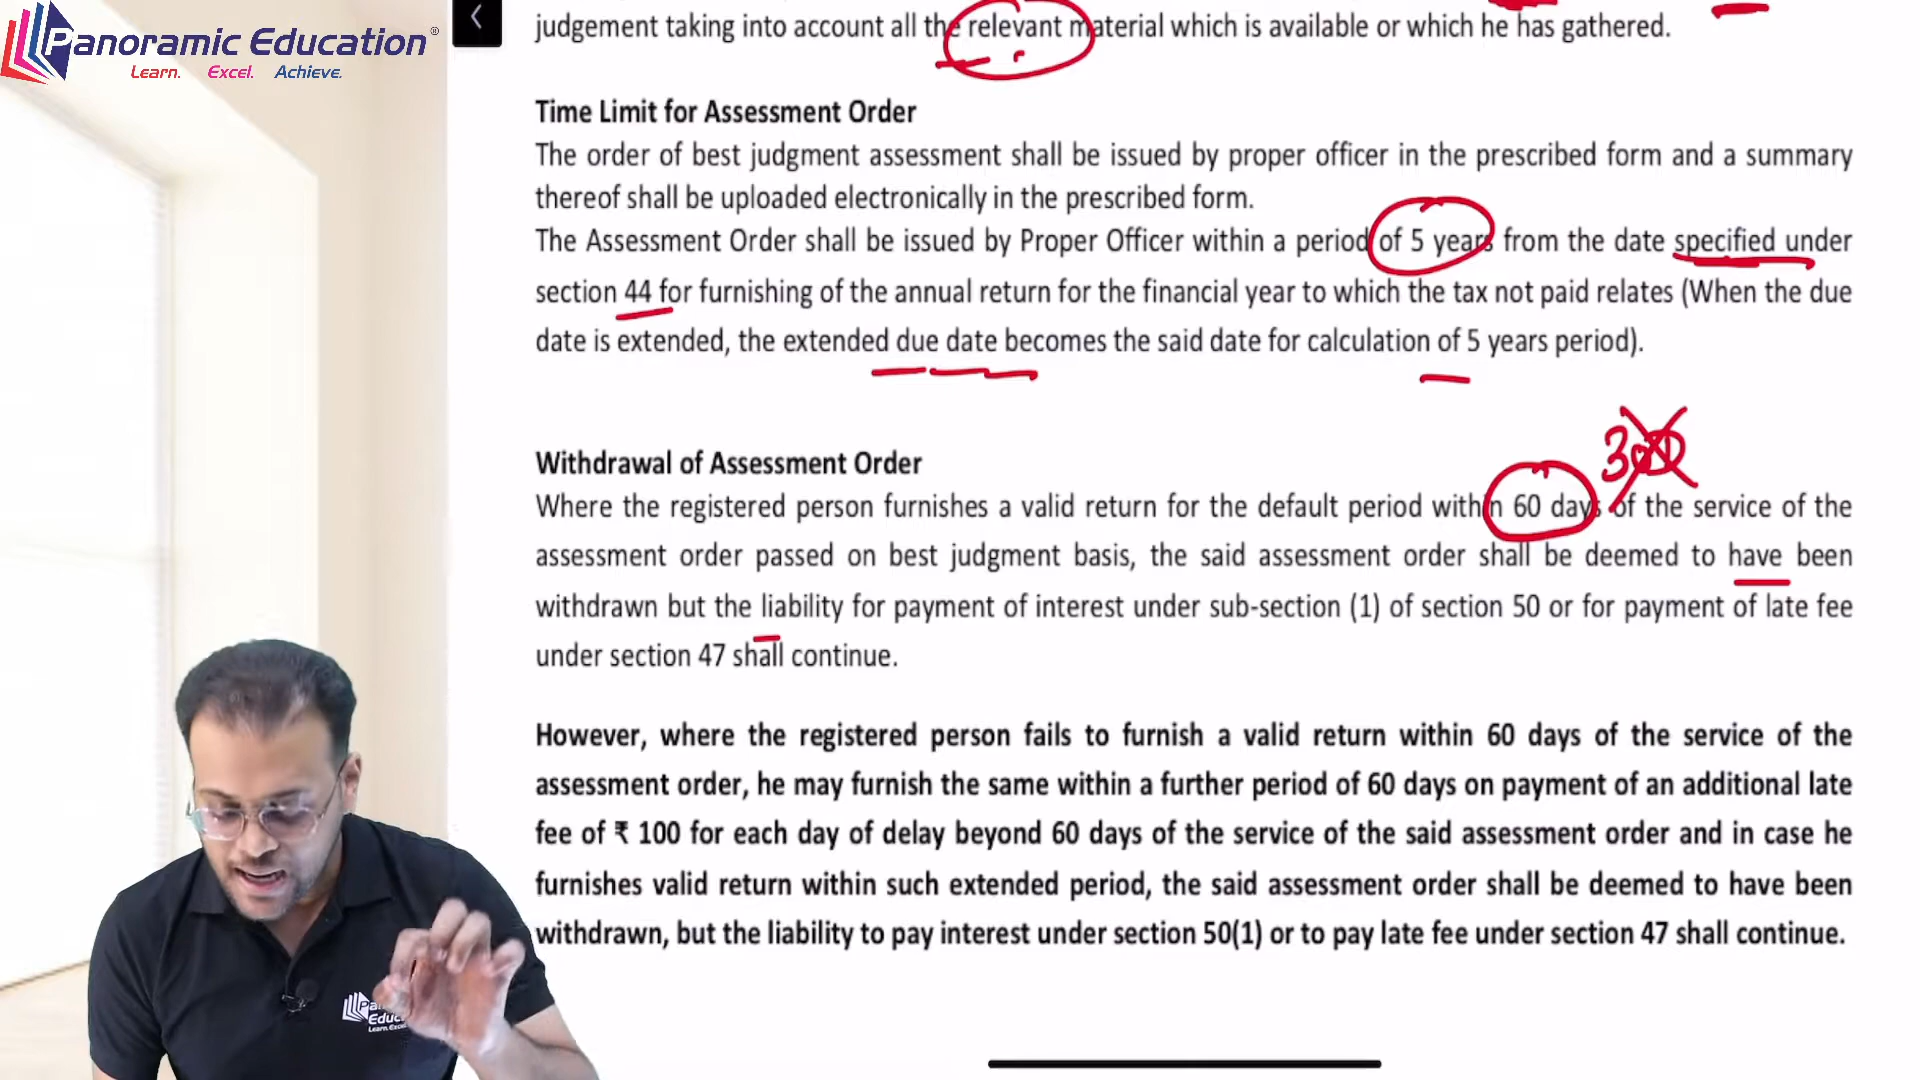 Panoramic Education®
Learn. Excel. Achieve.
judgement taking into account all the relevant material which is available or which he has gathered.
Time Limit for Assessment Order
The order of best judgment assessment shall be issued by proper officer in the prescribed form and a summary
thereof shall be uploaded electronically in the prescribed form.
The Assessment Order shall be issued by Proper Officer within a period of 5 years from the date specified under
section 44 for furnishing of the annual return for the financial year to which the tax not paid relates (When the due
date is extended, the extended due date becomes the said date for calculation of 5 years period).
Withdrawal of Assessment Order
Where the registered person furnishes a valid return for the default period within 60 days of the service of the
assessment order passed on best judgment basis, the said assessment order shall be deemed to have been
withdrawn but the liability for payment of interest under sub-section (1) of section 50 or for payment of late fee
under section 47 shall continue.
However, where the registered person fails to furnish a valid return within 60 days of the service of the
assessment order, he may furnish the same within a further period of 60 days on payment of an additional late
fee of ₹ 100 for each day of delay beyond 60 days of the service of the said assessment order and in case he
furnishes valid return within such extended period, the said assessment order shall be deemed to have been
withdrawn, but the liability to pay interest under section 50(1) or to pay late fee under section 47 shall continue.